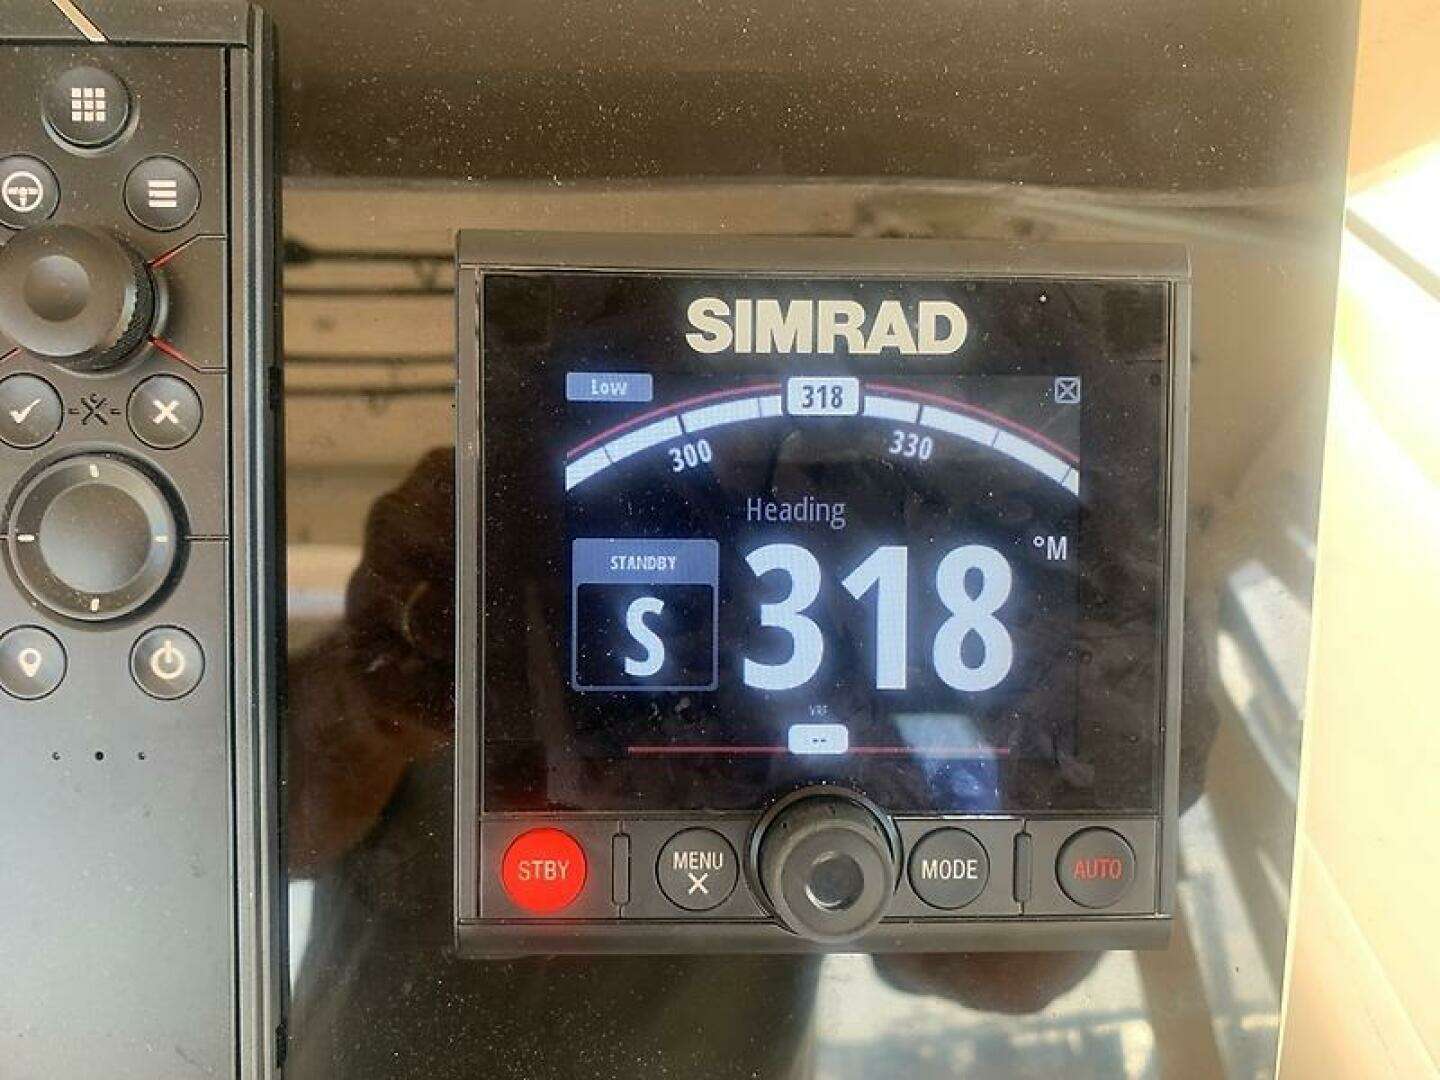 SIMRAD
Low
318
300
330
Heading
°M
STANDBY
S
318
VRF
--
STBY
MENU
X
MODE
AUTO